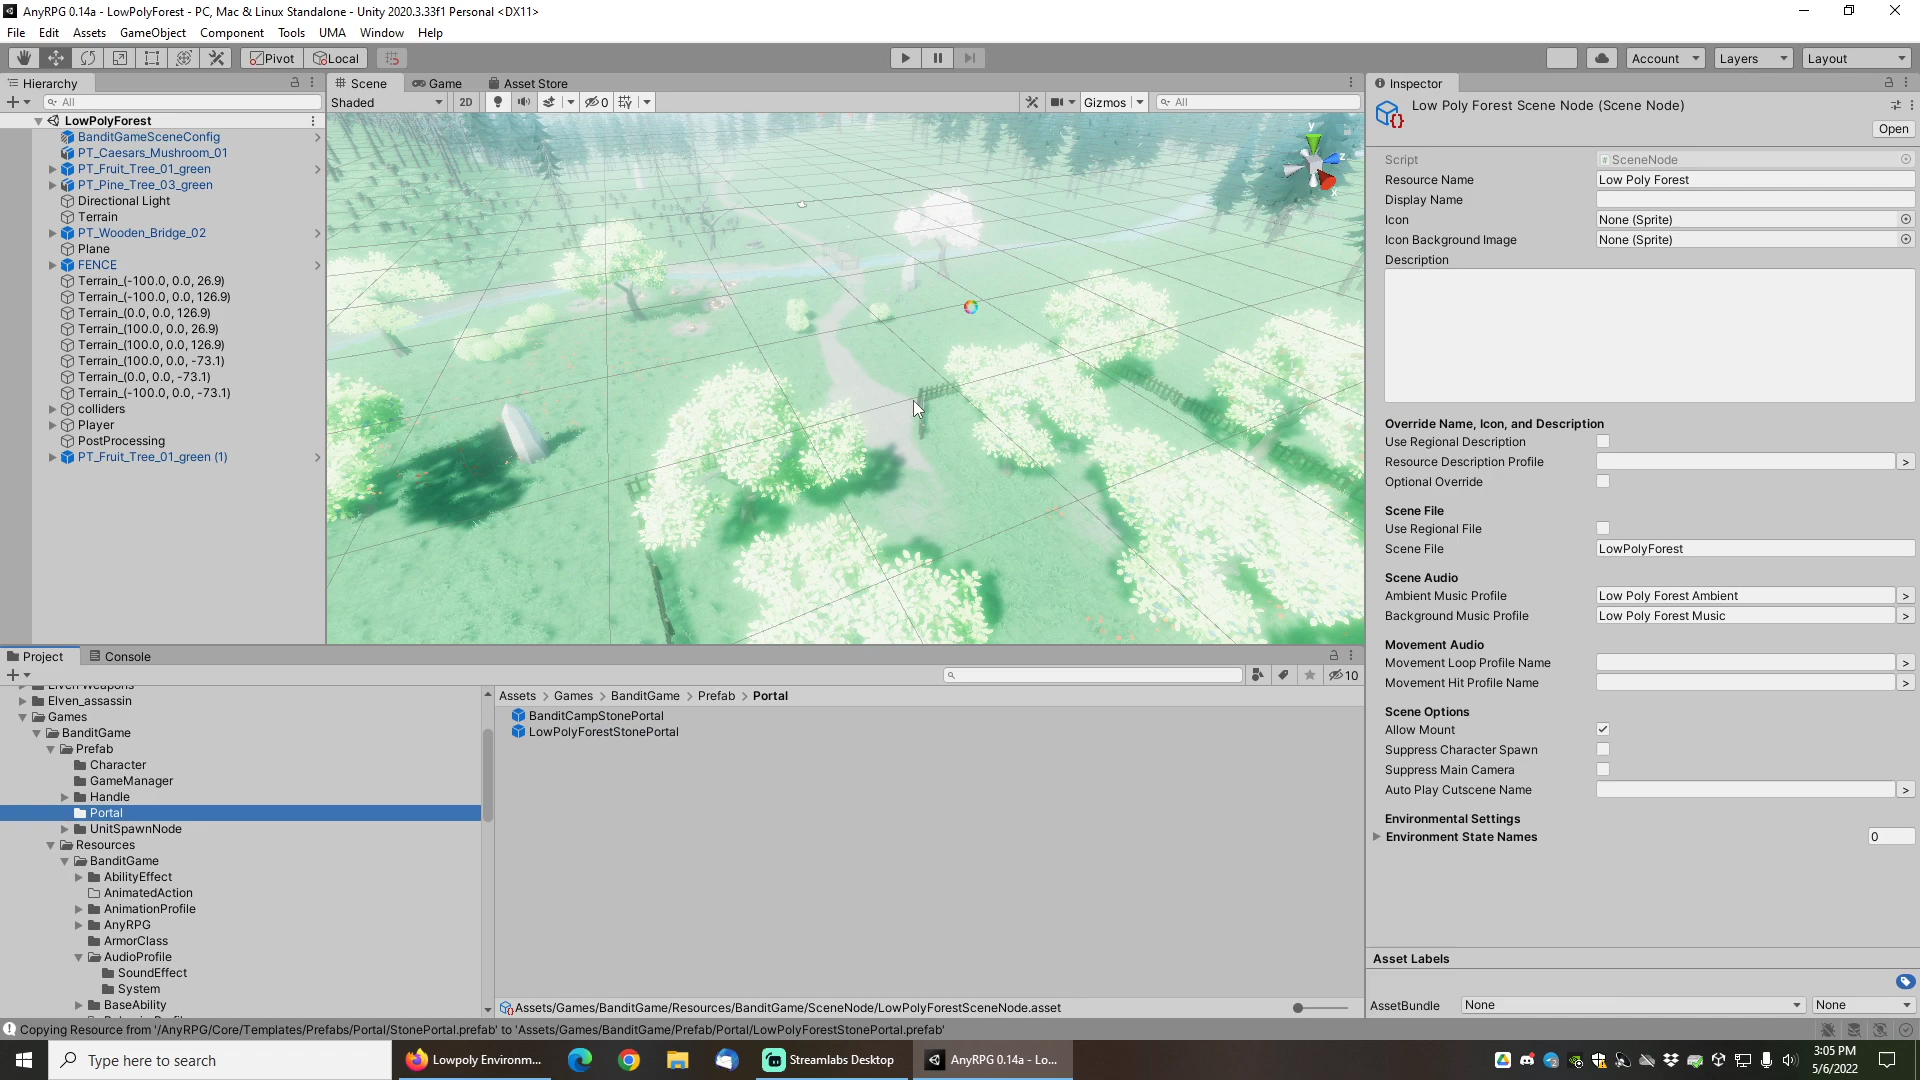 AnyRPG 0.14a - LowPolyForest - PC, Mac & Linux Standalone - Unity 2020.3.33f1 Personal <DX11>
File Edit Assets GameObject Component Tools UMA Window Help
Pivot Local Account Layers Layout
Hierarchy
All
LowPolyForest
BanditGameSceneConfig
PT_Caesars_Mushroom_01
PT_Fruit_Tree_01_green
PT_Pine_Tree_03_green
Directional Light
Terrain
PT_Wooden_Bridge_02
Plane
FENCE
Terrain_(-100.0, 0.0, 26.9)
Terrain_(-100.0, 0.0, 126.9)
Terrain_(0.0, 0.0, 126.9)
Terrain_(100.0, 0.0, 26.9)
Terrain_(100.0, 0.0, 126.9)
Terrain_(100.0, 0.0, -73.1)
Terrain_(0.0, 0.0, -73.1)
Terrain_(-100.0, 0.0, -73.1)
colliders
Player
PostProcessing
PT_Fruit_Tree_01_green (1)
Scene Game Asset Store
Shaded 2D 0 Gizmos All
y
z
x
Inspector
Low Poly Forest Scene Node (Scene Node)
Open
Script SceneNode
Resource Name Low Poly Forest
Display Name
Icon None (Sprite)
Icon Background Image None (Sprite)
Description
Override Name, Icon, and Description
Use Regional Description
Resource Description Profile >
Optional Override
Scene File
Use Regional File
Scene File LowPolyForest
Scene Audio
Ambient Music Profile Low Poly Forest Ambient >
Background Music Profile Low Poly Forest Music >
Movement Audio
Movement Loop Profile Name >
Movement Hit Profile Name >
Scene Options
Allow Mount
Suppress Character Spawn
Suppress Main Camera
Auto Play Cutscene Name >
Environmental Settings
Environment State Names 0
Asset Labels
AssetBundle None None
Project Console
10
Elven Weapons
Elven_assassin
Games
BanditGame
Prefab
Character
GameManager
Handle
Portal
UnitSpawnNode
Resources
BanditGame
AbilityEffect
AnimatedAction
AnimationProfile
AnyRPG
ArmorClass
AudioProfile
SoundEffect
System
BaseAbility
Assets > Games > BanditGame > Prefab > Portal
BanditCampStonePortal
LowPolyForestStonePortal
Assets/Games/BanditGame/Resources/BanditGame/SceneNode/LowPolyForestSceneNode.asset
Copying Resource from '/AnyRPG/Core/Templates/Prefabs/Portal/StonePortal.prefab' to 'Assets/Games/BanditGame/Prefab/Portal/LowPolyForestStonePortal.prefab'
Type here to search
Lowpoly Environm...
Streamlabs Desktop
AnyRPG 0.14a - Lo...
3:05 PM
5/6/2022